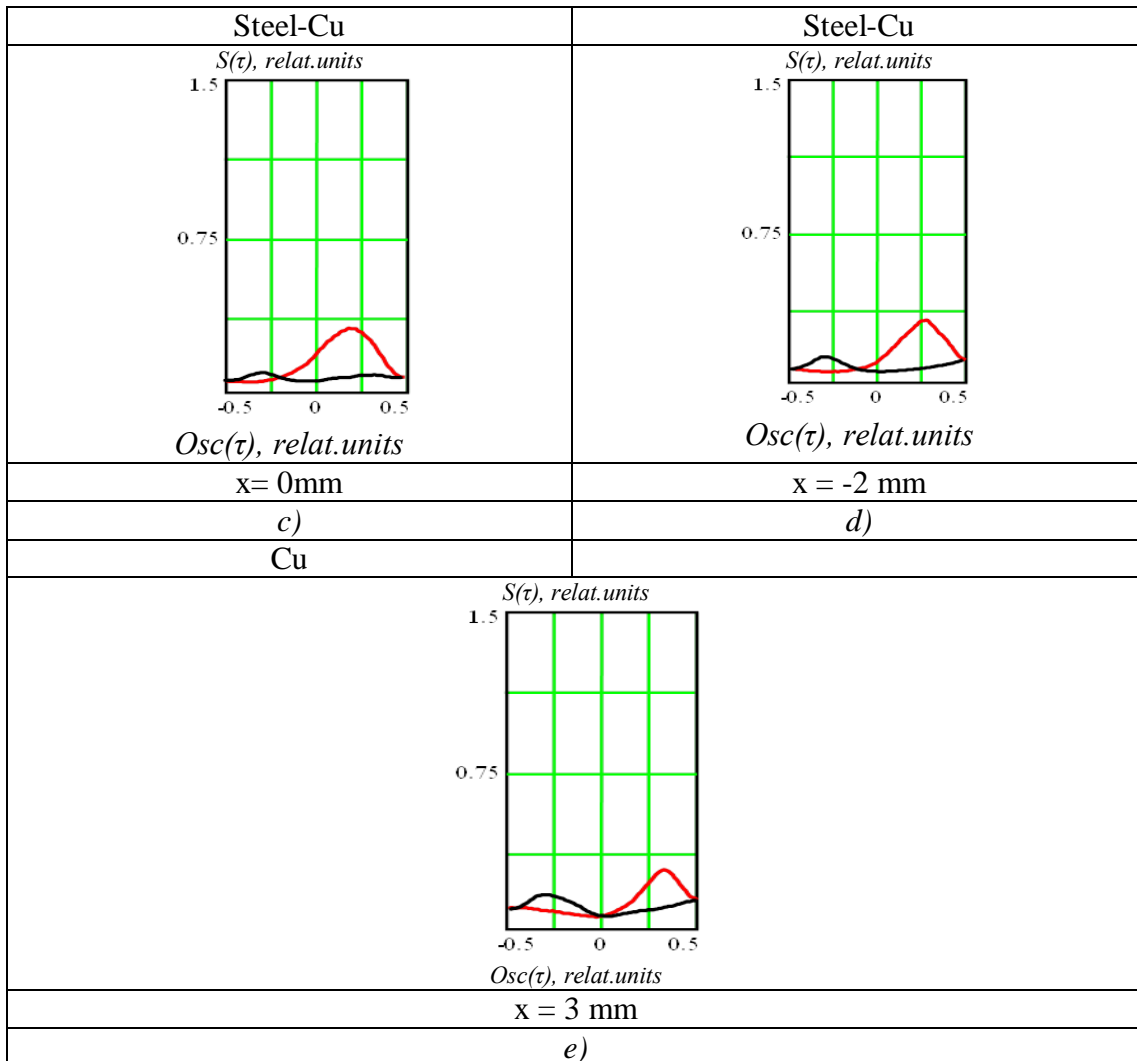 Steel-Cu
Steel-Cu
S(τ), relat.units
S(τ), relat.units
1.5
1.5
0.75
0.75
-0.5 0 0.5
-0.5 0 0.5
Osc(τ), relat.units
Osc(τ), relat.units
x= 0mm
x = -2 mm
c)
d)
Cu
S(τ), relat.units
1.5
0.75
-0.5 0 0.5
Osc(τ), relat.units
x = 3 mm
e)